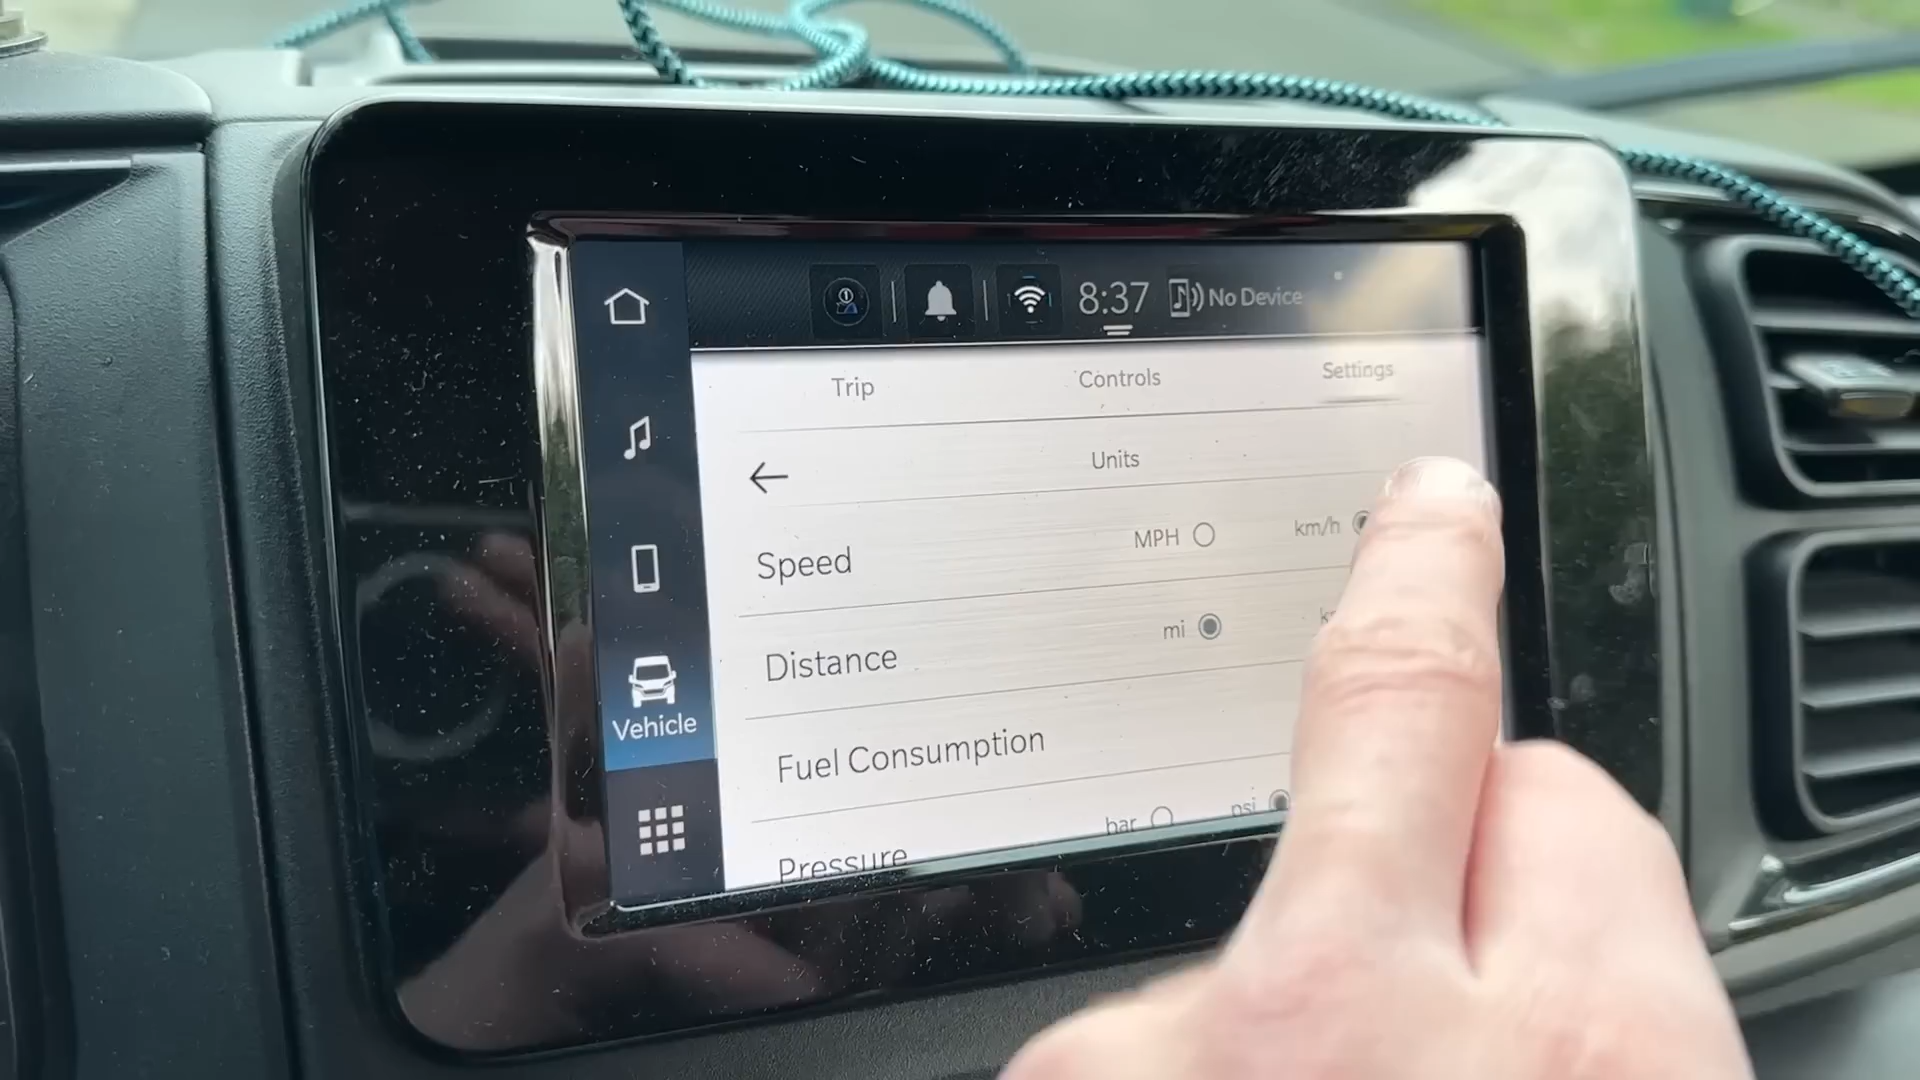 8:37 No Device
Trip Controls Settings
Units
Speed MPH km/h
Distance mi
Fuel Consumption
Pressure bar psi
Vehicle